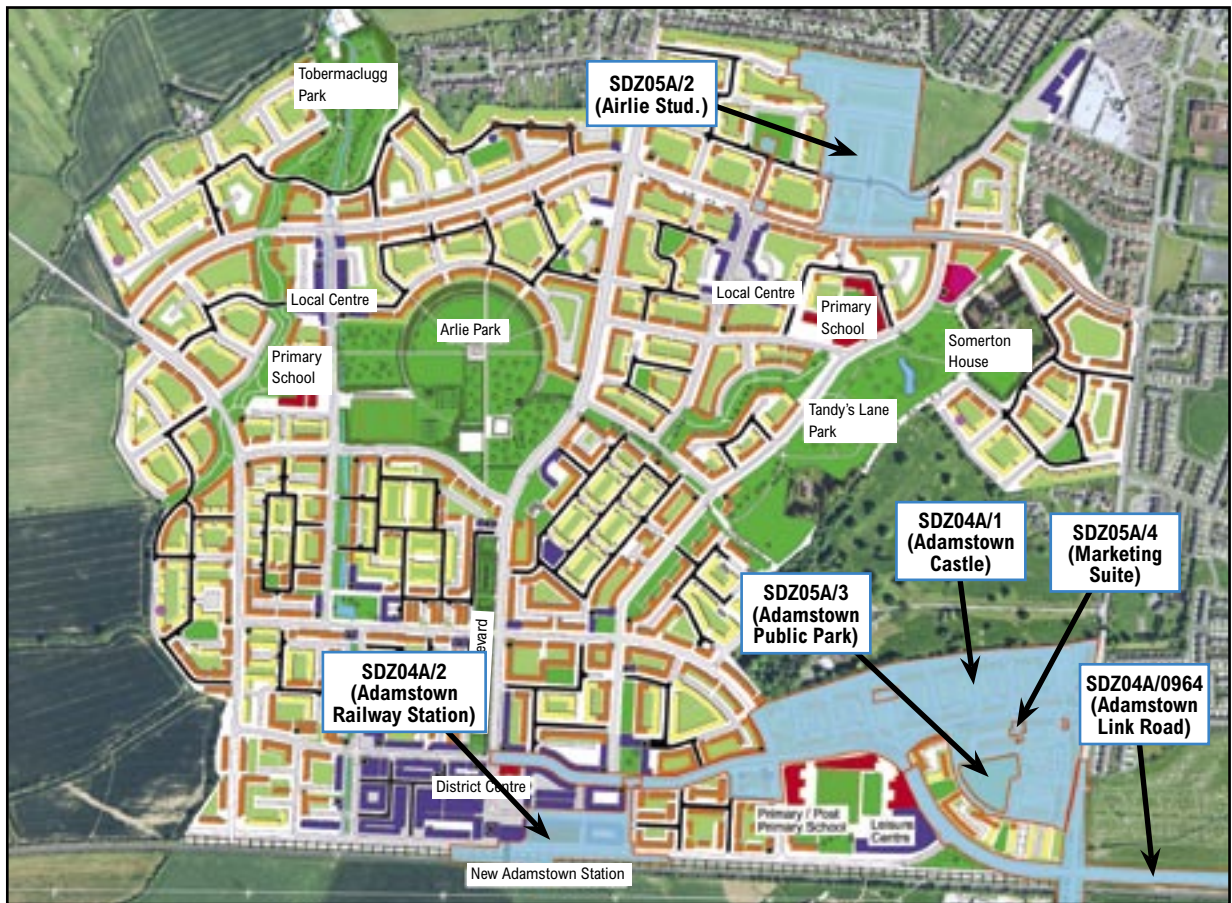 Tobermaclugg
Park
SDZ05A/2
(Airlie Stud.)
Local Centre
Local Centre
Arlie Park
Primary
School
Somerton
House
Primary
School
Tandy's Lane
Park
SDZ04A/1
(Adamstown
Castle)
SDZ05A/4
(Marketing
Suite)
SDZ05A/3
(Adamstown
Public Park)
evard
SDZ04A/2
(Adamstown
Railway Station)
SDZ04A/0964
(Adamstown
Link Road)
District Centre
Primary / Post
Primary School
Leisure
Centre
New Adamstown Station